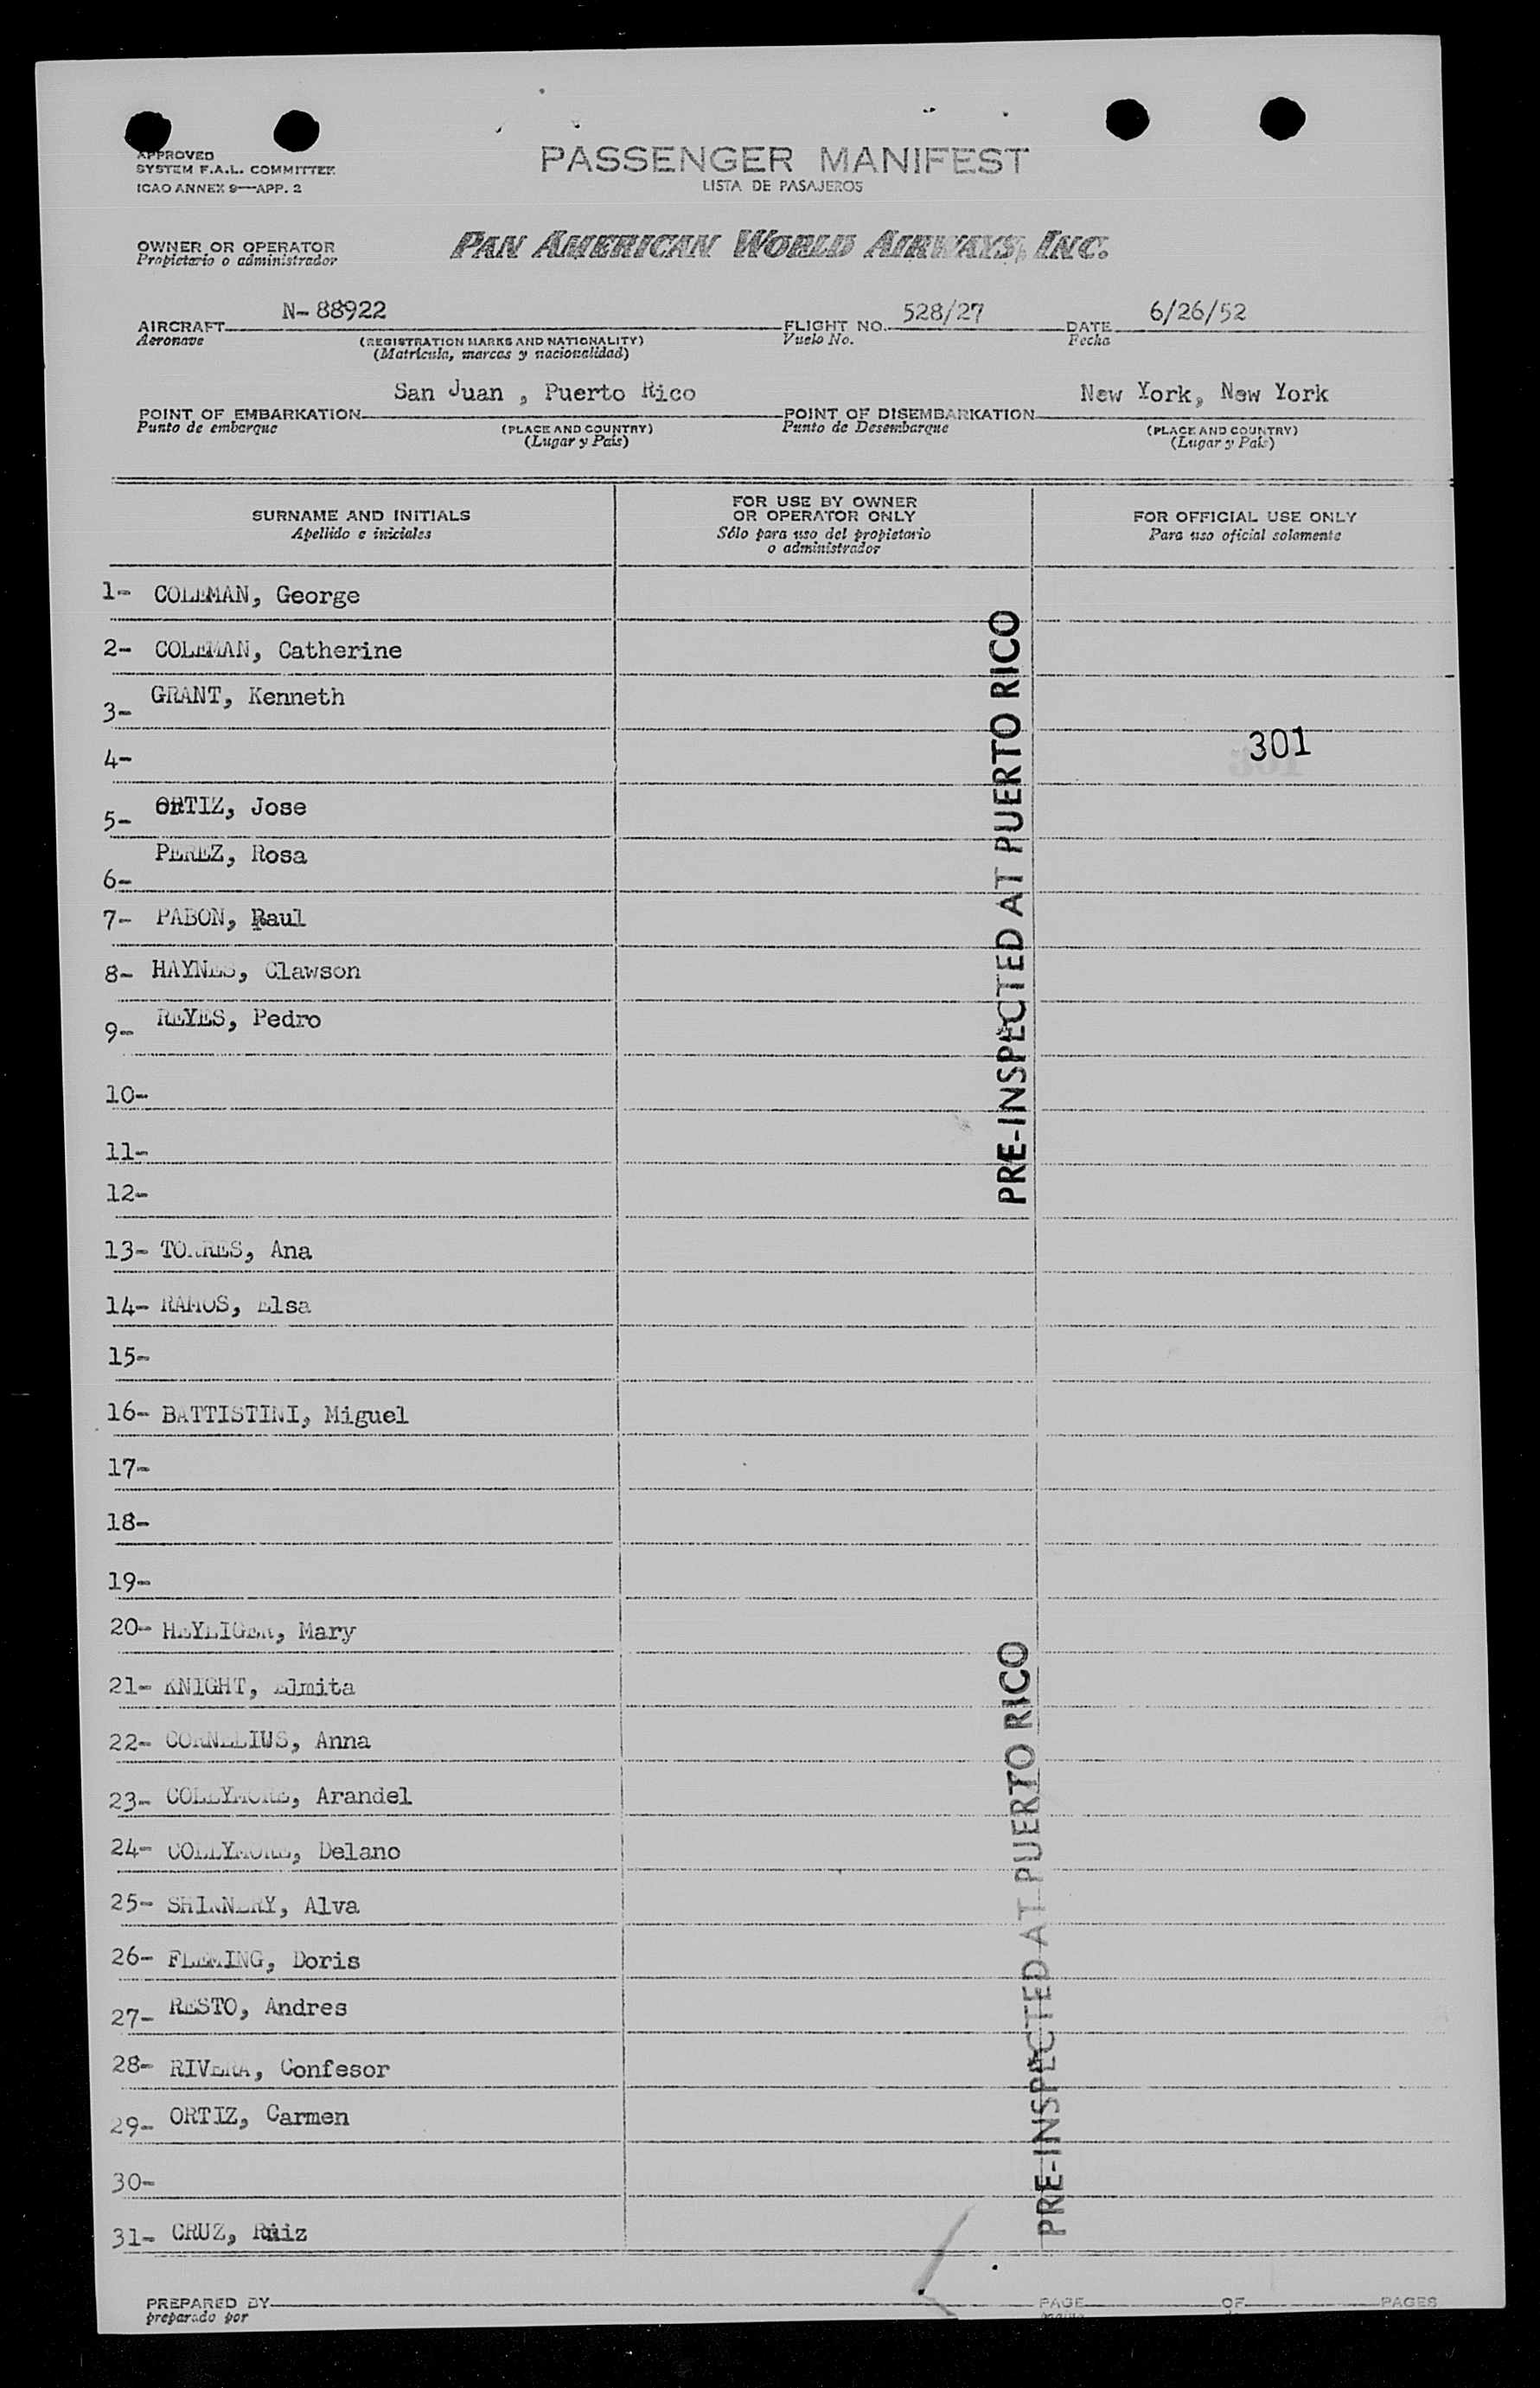 APPROVED
SYSTEM F.A.L. COMMITTEE
ICAO ANNEX 9—APP. 2
PASSENGER MANIFEST
LISTA DE PASAJEROS
OWNER OR OPERATOR
Propietario o administrador
PAN AMERICAN WORLD AIRWAYS, INC.
AIRCRAFT N-88922
Aeronave
(REGISTRATION MARKS AND NATIONALITY)
(Matrícula, marcas y nacionalidad)
FLIGHT NO. 528/27
Vuelo No.
DATE 6/26/52
Fecha
POINT OF EMBARKATION San Juan , Puerto Rico
Punto de embarque
(PLACE AND COUNTRY)
(Lugar y País)
POINT OF DISEMBARKATION New York, New York
Punto de Desembarque
(PLACE AND COUNTRY)
(Lugar y País)
SURNAME AND INITIALS
Apellido e iniciales
FOR USE BY OWNER
OR OPERATOR ONLY
Sólo para uso del propietario
o administrador
FOR OFFICIAL USE ONLY
Para uso oficial solamente
1- COLEMAN, George
2- COLEMAN, Catherine
3- GRANT, Kenneth
4-
301
5- ORTIZ, Jose
6- PEREZ, Rosa
7- PABON, Raul
8- HAYNES, Clawson
9- REYES, Pedro
10-
11-
12-
PRE-INSPECTED AT PUERTO RICO
13- TORRES, Ana
14- RAMOS, Elsa
15-
16- BATTISTINI, Miguel
17-
18-
19-
20- HEYLIGER, Mary
21- KNIGHT, Elmita
22- CORNELIUS, Anna
23- COLLYMORE, Arandel
24- COLLYMORE, Delano
25- Alva
26- FLEMING, Doris
27- RESTO, Andres
28- RIVERA, Confesor
29- ORTIZ, Carmen
30-
31- CRUZ,
PRE-INSPECTED AT PUERTO RICO
PREPARED BY
preparado por
PAGE OF PAGES